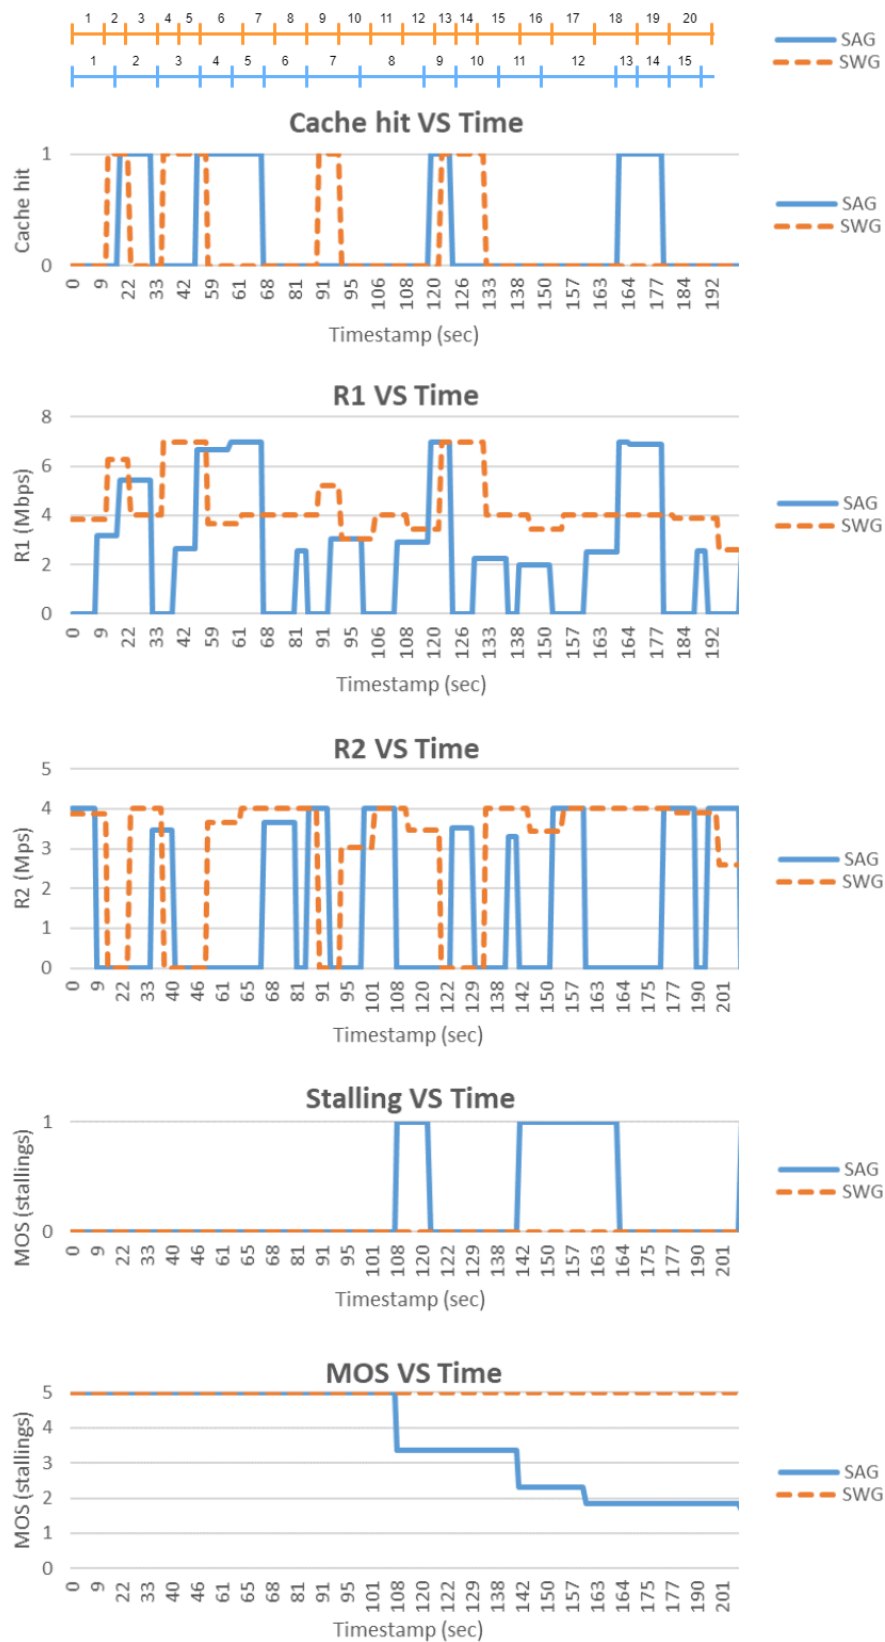 1 2 3 4 5 6 7 8 9 10 11 12 13 14 15 16 17 18 19 20
1 2 3 4 5 6 7 8 9 10 11 12 13 14 15
SAG
SWG
Cache hit VS Time
Cache hit
1
0
0 9 22 33 42 59 61 68 81 91 95 106 108 120 126 133 138 150 163 164 177 184 192
Timestamp (sec)
SAG
SWG
R1 VS Time
R1 (Mbps)
8
6
4
2
0
0 9 22 33 42 59 61 68 81 91 95 106 108 120 126 133 138 150 163 164 177 184 192
Timestamp (sec)
SAG
SWG
R2 VS Time
R2 (Mps)
5
4
3
2
1
0
0 9 22 33 40 46 61 65 68 81 91 95 101 108 120 122 129 138 142 150 157 163 164 175 177 190 201
Timestamp (sec)
SAG
SWG
Stalling VS Time
MOS (stallings)
1
0
0 9 22 33 40 46 61 65 68 81 91 95 101 108 120 122 129 138 142 150 157 163 164 175 177 190 201
Timestamp (sec)
SAG
SWG
MOS VS Time
MOS (stallings)
5
4
3
2
1
0
0 9 22 33 40 46 61 65 68 81 91 95 101 108 120 122 129 138 142 150 157 163 164 175 177 190 201
Timestamp (sec)
SAG
SWG